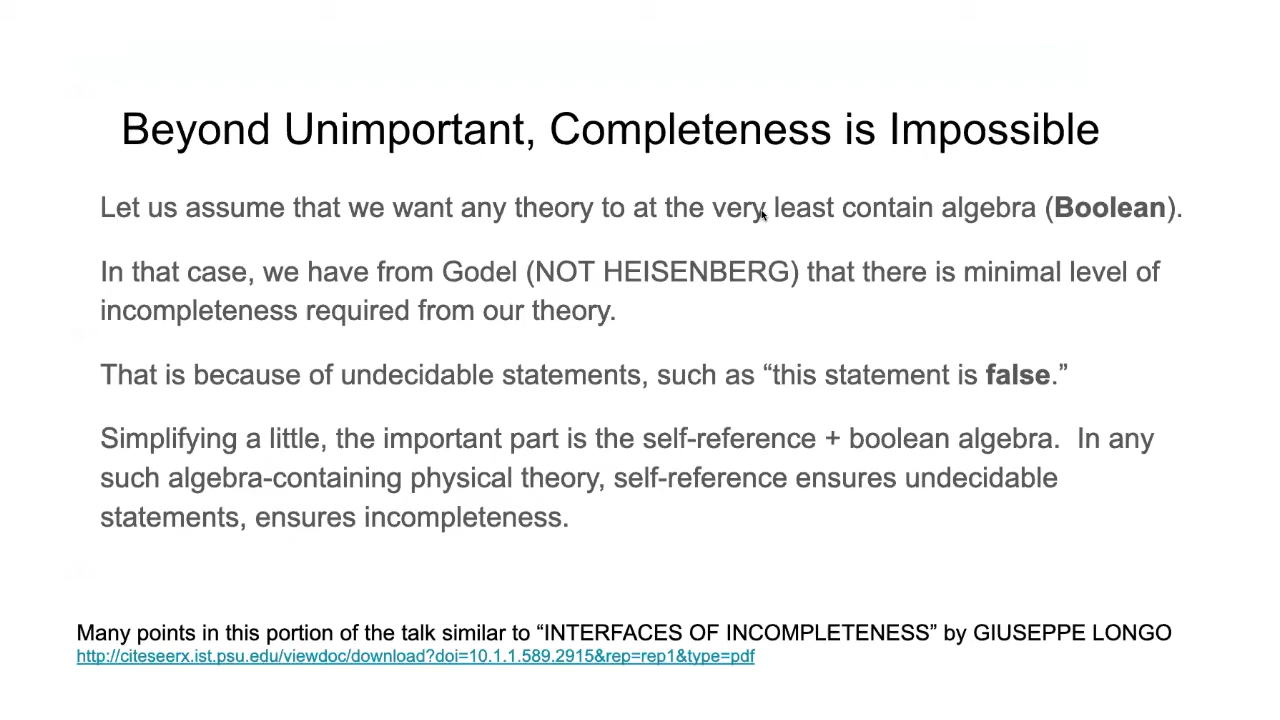 Beyond Unimportant, Completeness is Impossible
Let us assume that we want any theory to at the very least contain algebra (Boolean).
In that case, we have from Godel (NOT HEISENBERG) that there is minimal level of
incompleteness required from our theory.
That is because of undecidable statements, such as “this statement is false.”
Simplifying a little, the important part is the self-reference + boolean algebra.  In any
such algebra-containing physical theory, self-reference ensures undecidable
statements, ensures incompleteness.
Many points in this portion of the talk similar to “INTERFACES OF INCOMPLETENESS” by GIUSEPPE LONGO
http://citeseerx.ist.psu.edu/viewdoc/download?doi=10.1.1.589.2915&rep=rep1&type=pdf